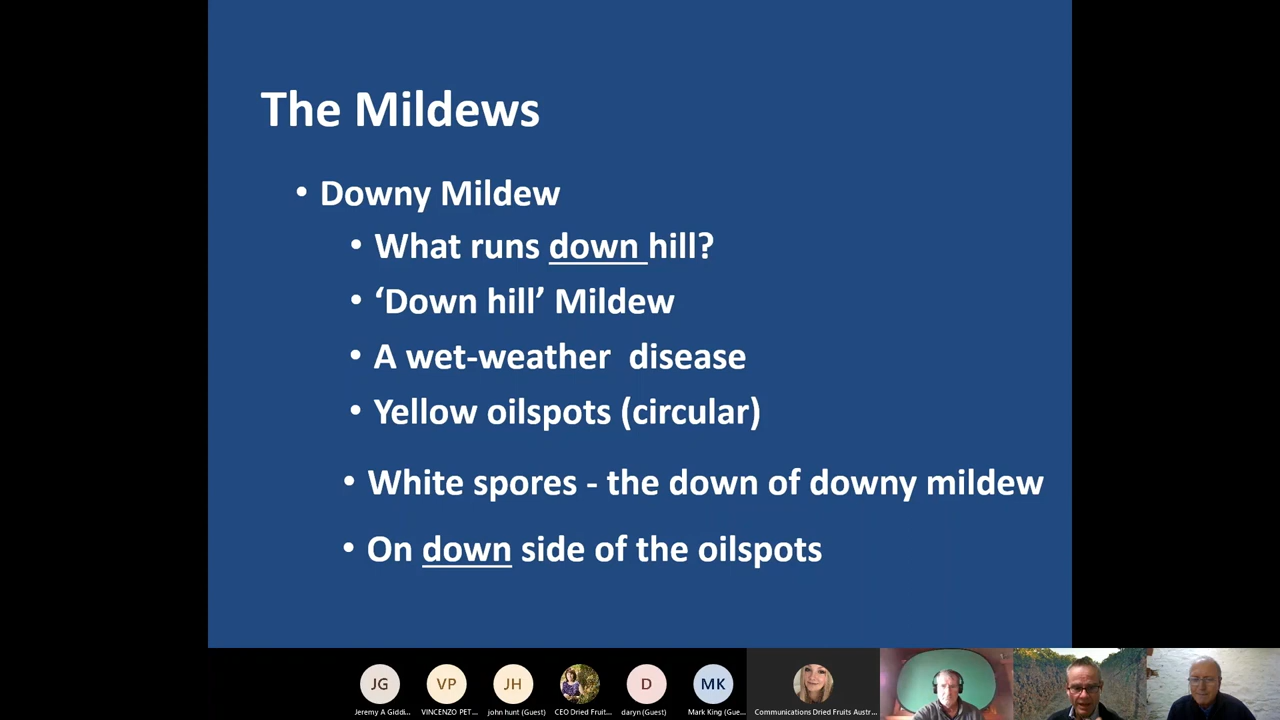 The Mildews
• Downy Mildew
• What runs down hill?
• ‘Down hill’ Mildew
• A wet-weather disease
• Yellow oilspots (circular)
• White spores - the down of downy mildew
• On down side of the oilspots
JG
VP
JH
D
MK
Jeremy A Giddi...
VINCENZO PET...
john hunt (Guest)
CEO Dried Fruit...
daryn (Guest)
Mark King (Gue...
Communications Dried Fruits Austr...